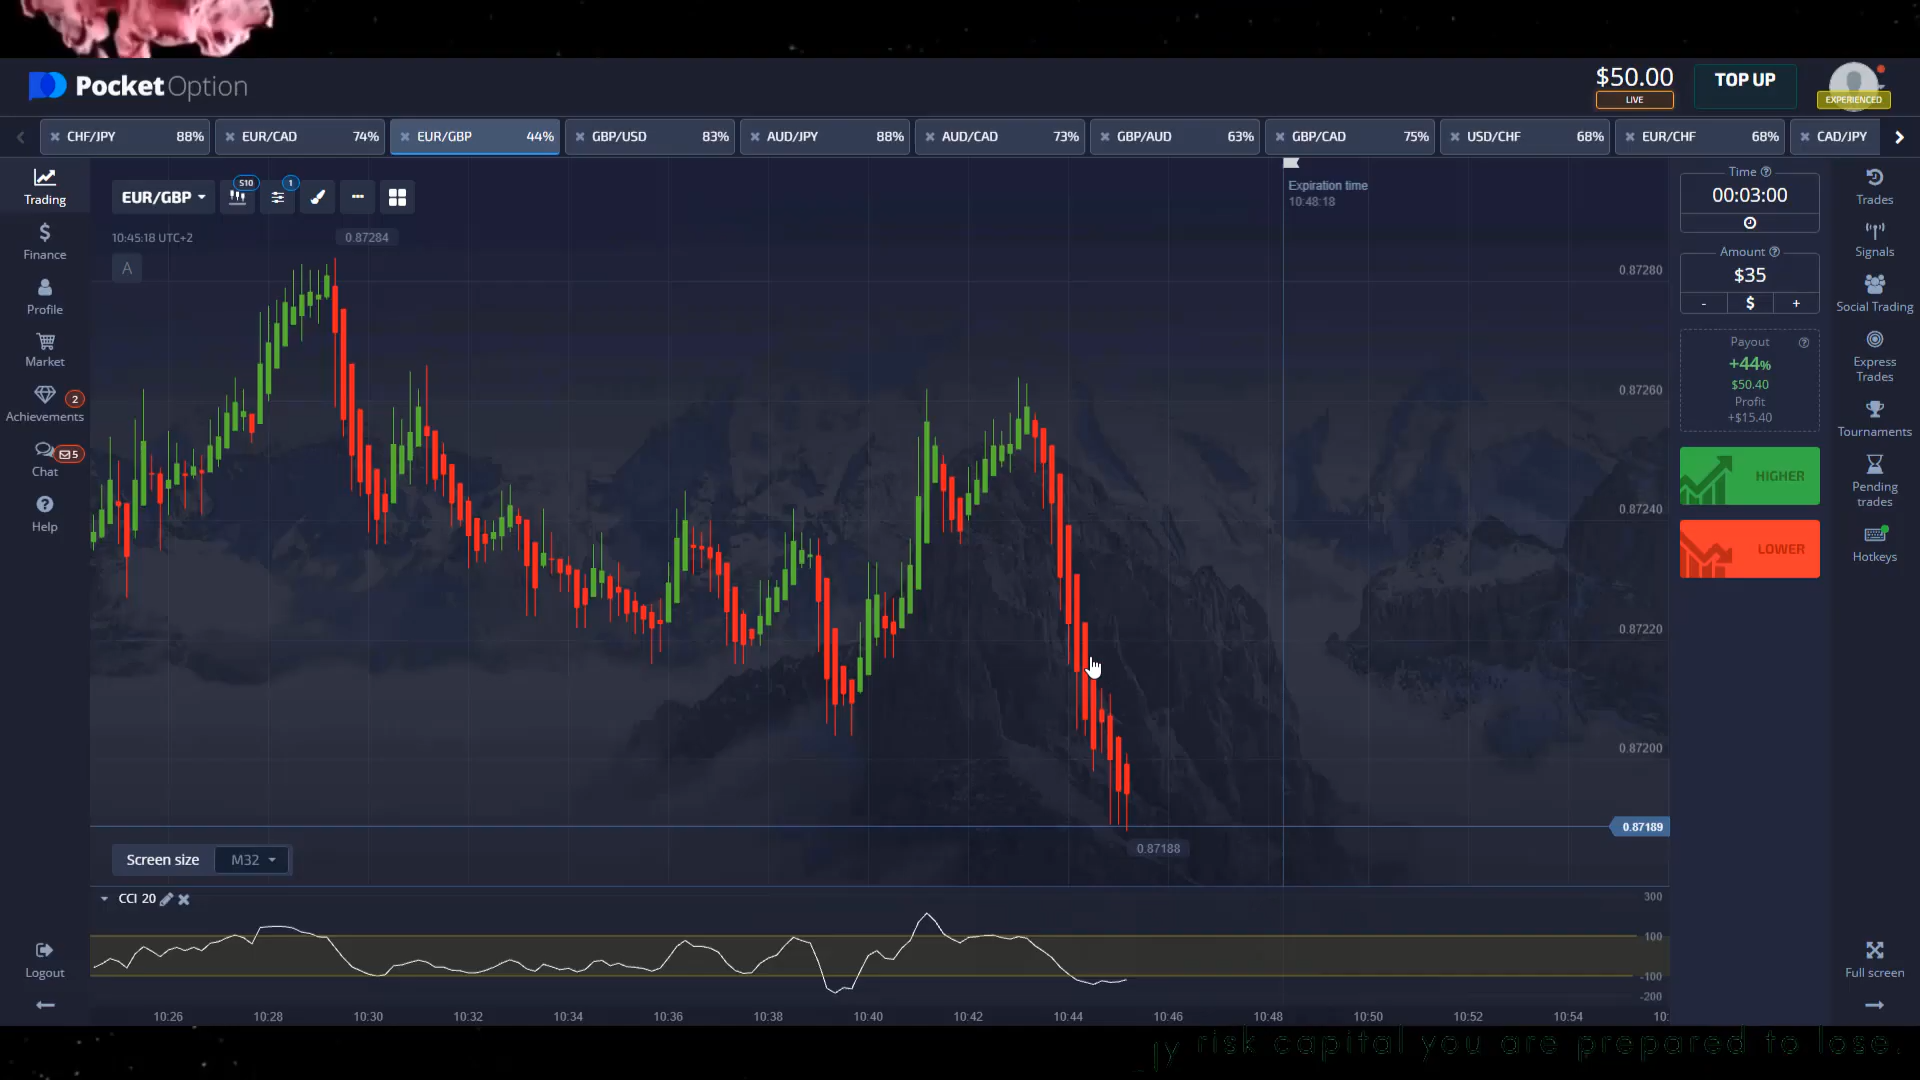 PocketOption
$50.00
LIVE
TOP UP
EXPERIENCED
CHF/JPY 88%
EUR/CAD 74%
EUR/GBP 44%
GBP/USD 83%
AUD/JPY 88%
AUD/CAD 73%
GBP/AUD 63%
GBP/CAD 75%
USD/CHF 68%
EUR/CHF 68%
CAD/JPY
Trading
Finance
Profile
Market
Achievements
2
Chat
5
Help
Logout
EUR/GBP
S10
1
10:45:18 UTC+2
A
0.87284
Expiration time
10:48:18
0.87280
0.87260
0.87240
0.87220
0.87200
0.87189
0.87188
Screen size M32
CCI 20
300
100
-100
-200
10:26 10:28 10:30 10:32 10:34 10:36 10:38 10:40 10:42 10:44 10:46 10:48 10:50 10:52 10:54 10:
Time
00:03:00
Amount
$35
- $ +
Payout
+44%
$50.40
Profit
+$15.40
HIGHER
LOWER
Trades
Signals
Social Trading
Express
Trades
Tournaments
Pending
trades
Hotkeys
Full screen
risk capital you are prepared to lose.